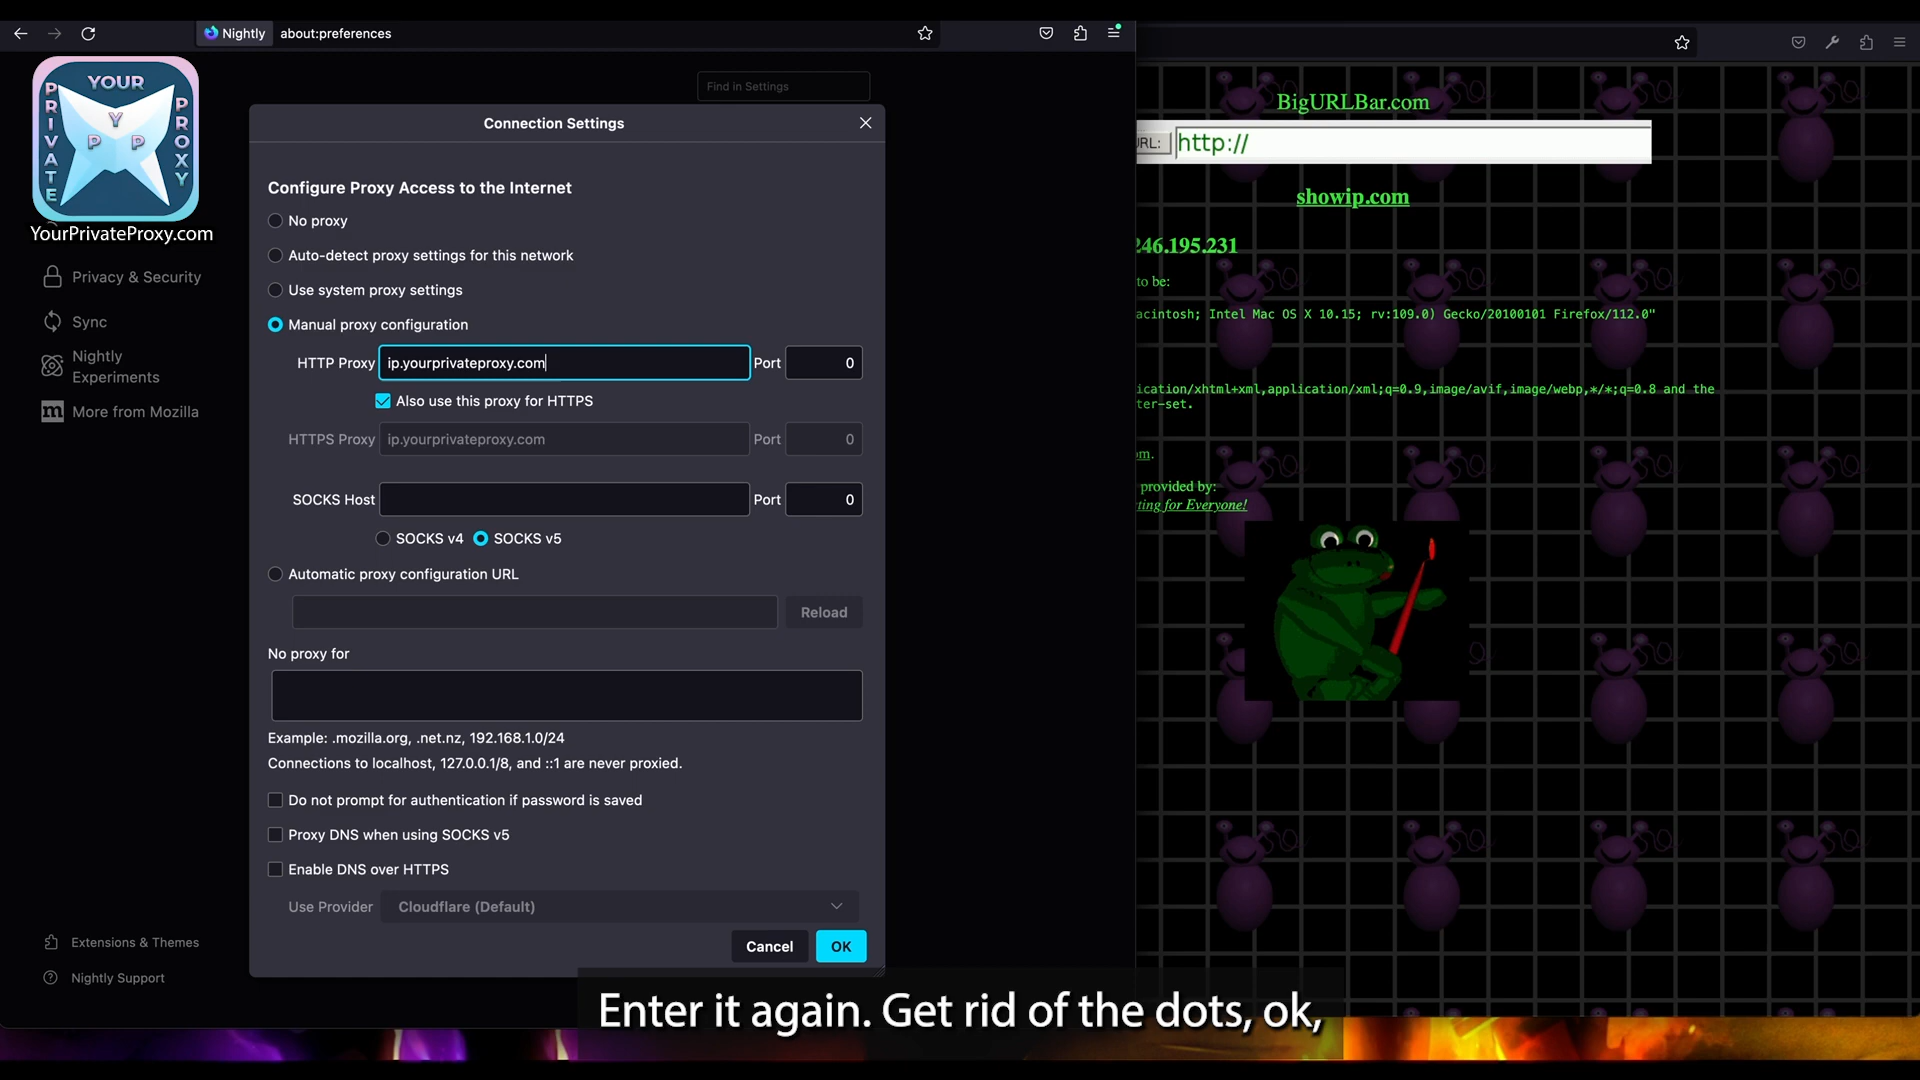 Nightly about:preferences
YOUR
PRIVATE
PROXY
Y
P P
YourPrivateProxy.com
Find in Settings
Privacy & Security
Sync
Nightly
Experiments
More from Mozilla
Extensions & Themes
Nightly Support
Connection Settings
Configure Proxy Access to the Internet
No proxy
Auto-detect proxy settings for this network
Use system proxy settings
Manual proxy configuration
HTTP Proxy ip.yourprivateproxy.com Port 0
Also use this proxy for HTTPS
HTTPS Proxy ip.yourprivateproxy.com Port 0
SOCKS Host Port 0
SOCKS v4 SOCKS v5
Automatic proxy configuration URL
Reload
No proxy for
Example: .mozilla.org, .net.nz, 192.168.1.0/24
Connections to localhost, 127.0.0.1/8, and ::1 are never proxied.
Do not prompt for authentication if password is saved
Proxy DNS when using SOCKS v5
Enable DNS over HTTPS
Use Provider Cloudflare (Default)
Cancel OK
BigURLBar.com
URL: http://
showip.com
246.195.231
to be:
acintosh; Intel Mac OS X 10.15; rv:109.0) Gecko/20100101 Firefox/112.0"
ication/xhtml+xml,application/xml;q=0.9,image/avif,image/webp,*/*;q=0.8 and the
ter-set.
om.
provided by:
ting for Everyone!
Enter it again. Get rid of the dots, ok,